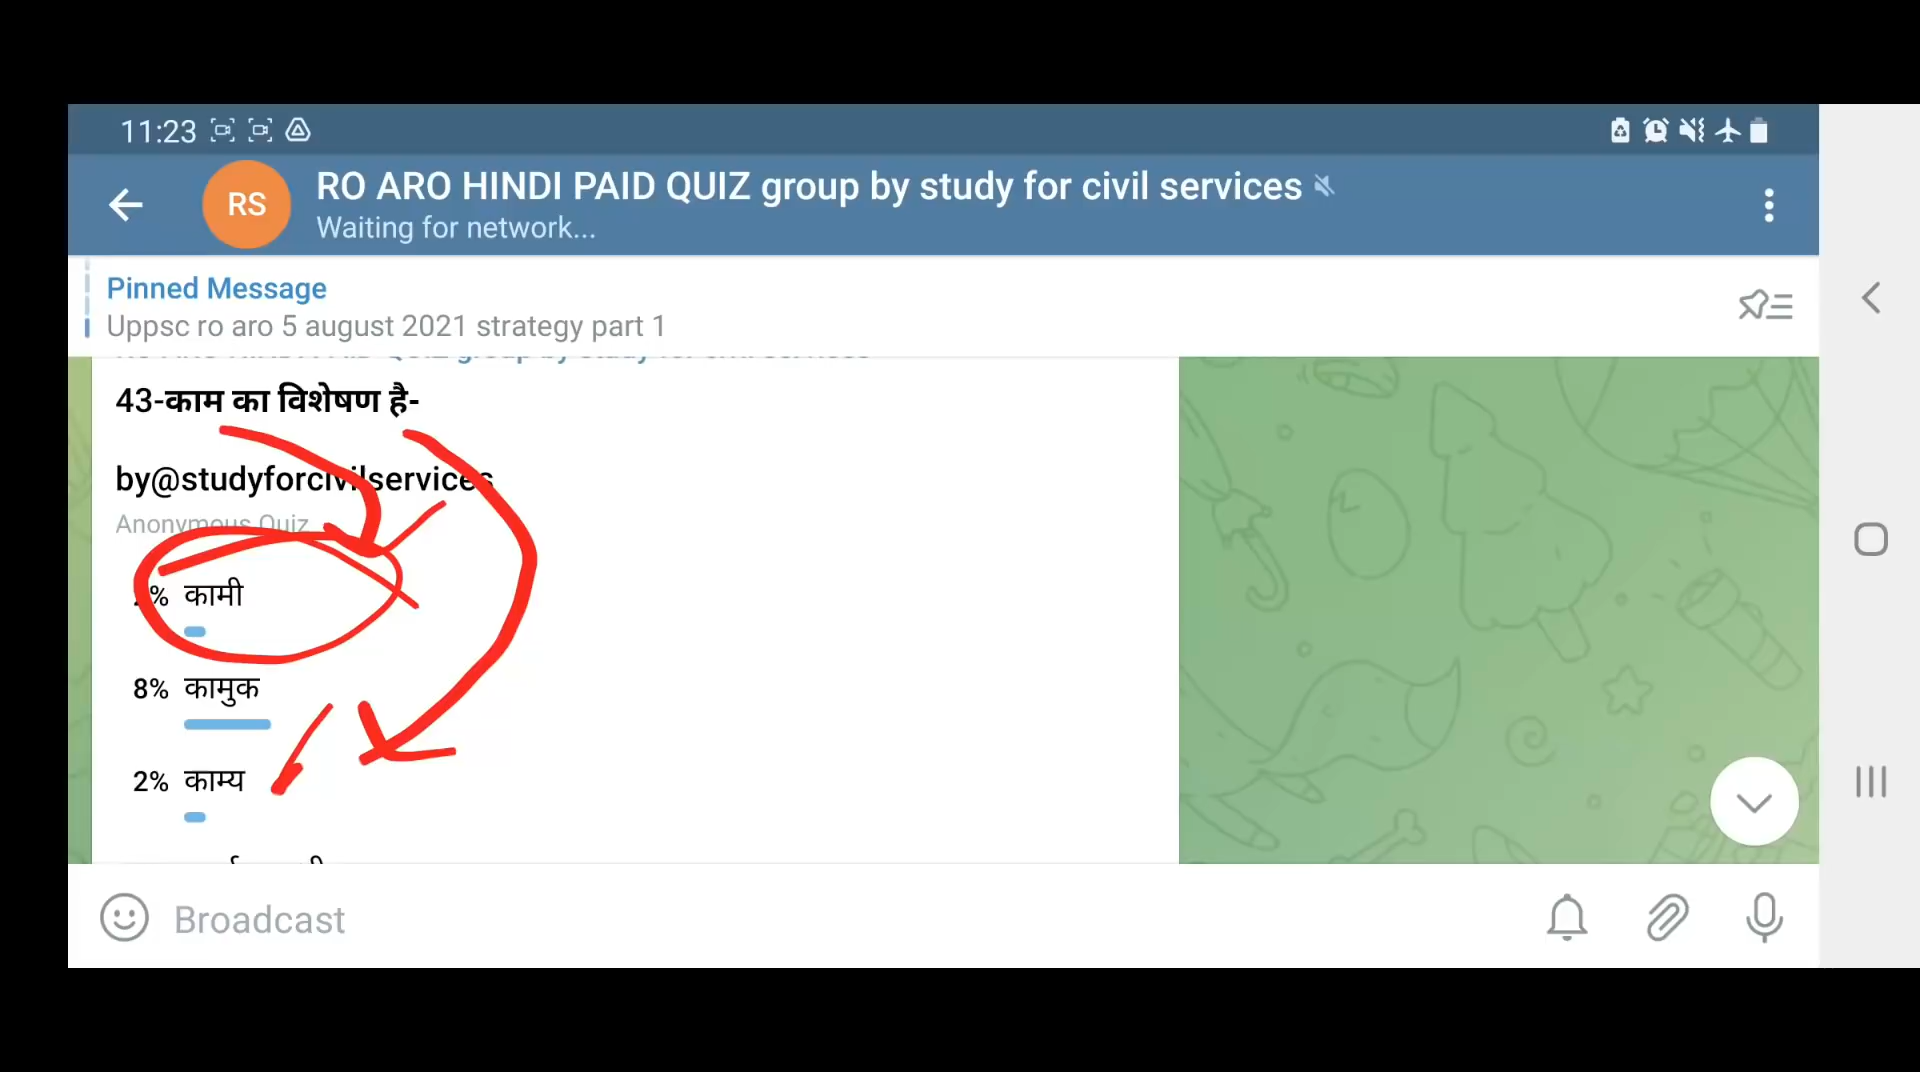 11:23
RS
RO ARO HINDI PAID QUIZ group by study for civil services
Waiting for network...
Pinned Message
Uppsc ro aro 5 august 2021 strategy part 1
43-काम का विशेषण है-
by@studyforcivilservices
Anonymous Quiz
% कामी
8% कामुक
2% काम्य
Broadcast